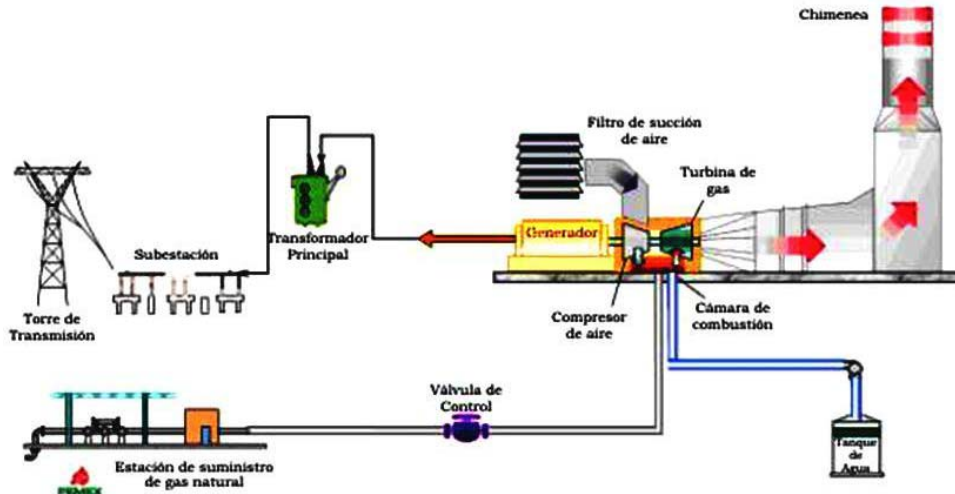 Chimenea
Filtro de succión
de aire
Turbina de
gas
Generador
Transformador
Principal
Subestación
Torre de
Transmisión
Compresor
de aire
Cámara de
combustión
Válvula de
Control
Estación de suministro
de gas natural
PEMEX
Tanque
de
Agua